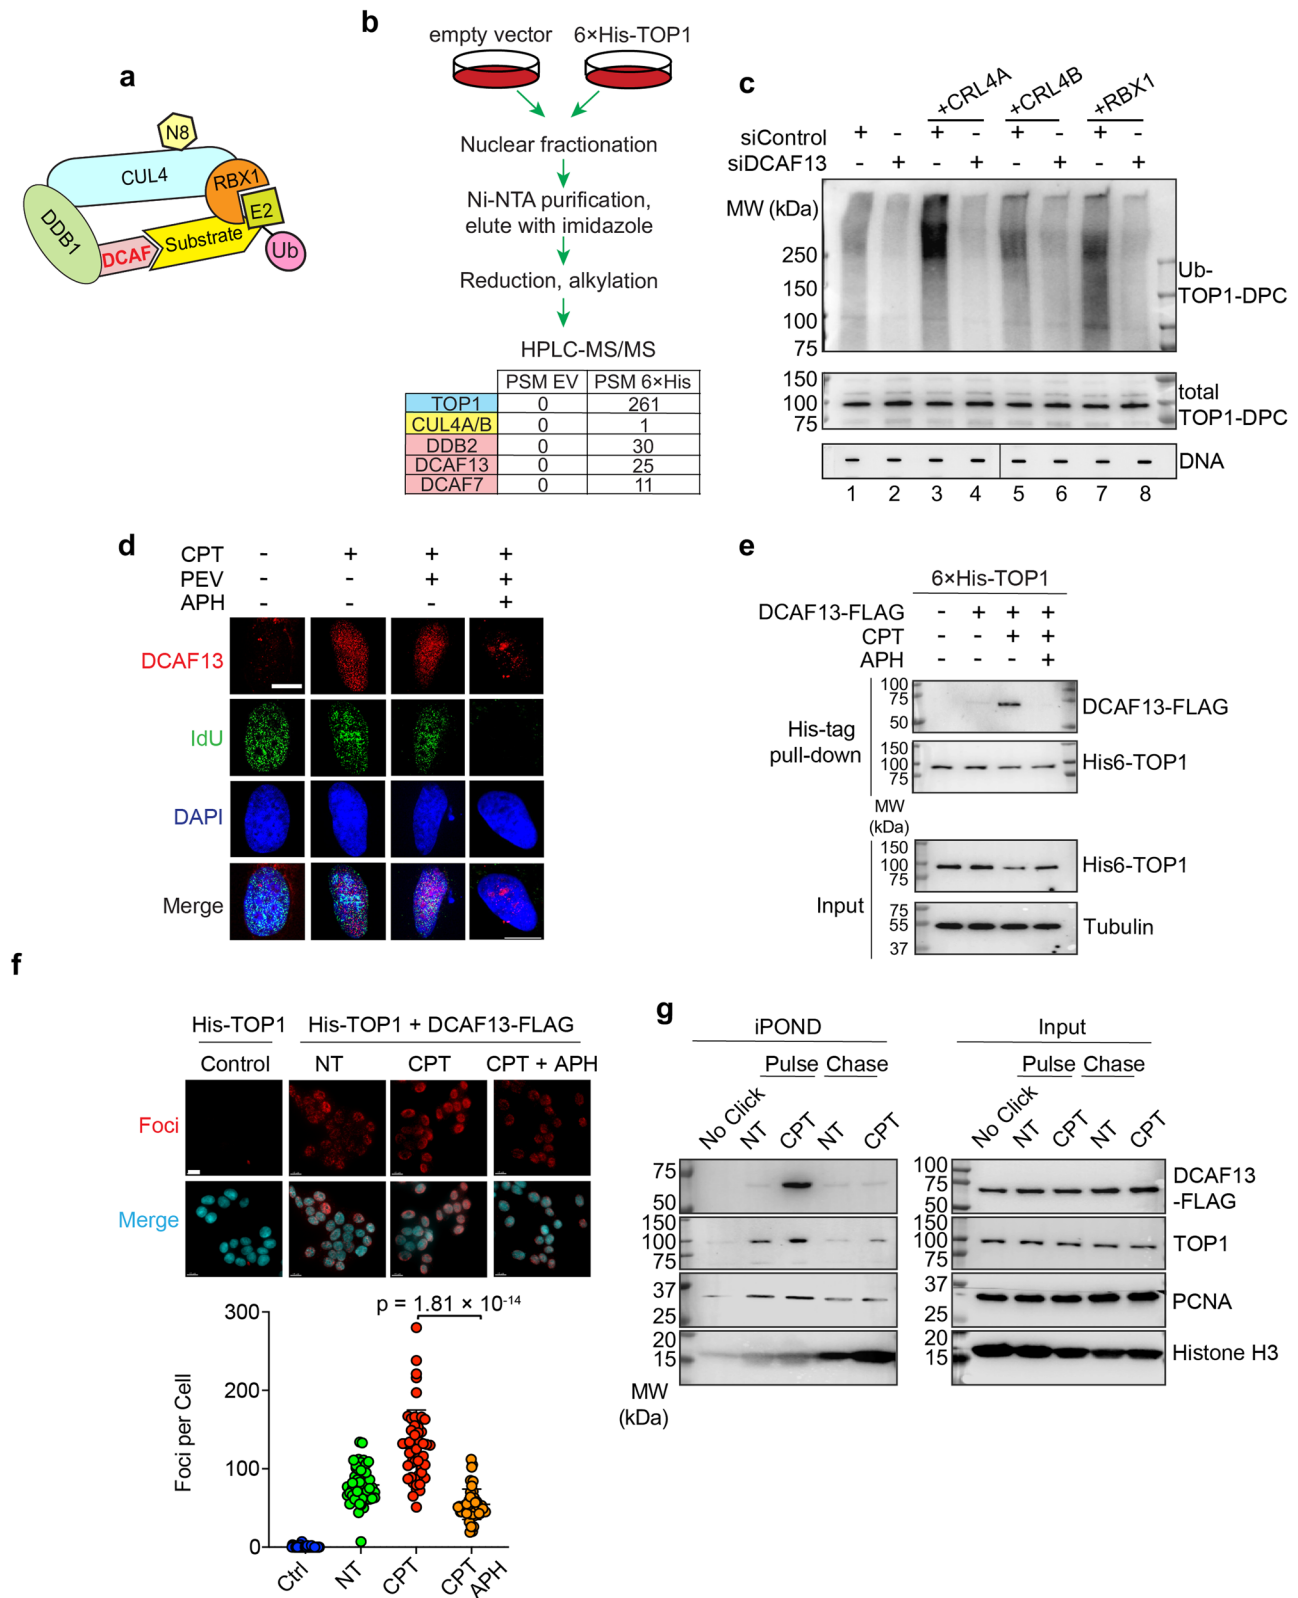 a
N8
CUL4
RBX1
E2
DDB1
DCAF
Substrate
Ub
b
empty vector 6×His-TOP1
Nuclear fractionation
Ni-NTA purification,
elute with imidazole
Reduction, alkylation
HPLC-MS/MS
PSM EV PSM 6×His
TOP1 0 261
CUL4A/B 0 1
DDB2 0 30
DCAF13 0 25
DCAF7 0 11
c
+CRL4A +CRL4B +RBX1
siControl + - + - + - + -
siDCAF13 - + - + - + - +
MW (kDa)
250
150
100
75
Ub-
TOP1-DPC
150
100
75
total
TOP1-DPC
DNA
1 2 3 4 5 6 7 8
d
CPT - + + +
PEV - - + +
APH - - - +
DCAF13
IdU
DAPI
Merge
e
6×His-TOP1
DCAF13-FLAG - + + +
CPT - - + +
APH - - - +
His-tag
pull-down
100
75
50
DCAF13-FLAG
150
100
75
His6-TOP1
MW
(kDa)
Input
150
100
75
His6-TOP1
75
55
37
Tubulin
f
His-TOP1 His-TOP1 + DCAF13-FLAG
Control NT CPT CPT + APH
Foci
Merge
p = 1.81 × 10-14
Foci per Cell
300
200
100
0
Ctrl
NT
CPT
CPT
APH
g
iPOND Input
Pulse Chase Pulse Chase
No Click NT CPT NT CPT No Click NT CPT NT CPT
75
50
100
75
50
DCAF13
-FLAG
150
100
75
150
100
75
TOP1
37
25
37
25
PCNA
20
15
20
15
Histone H3
MW
(kDa)